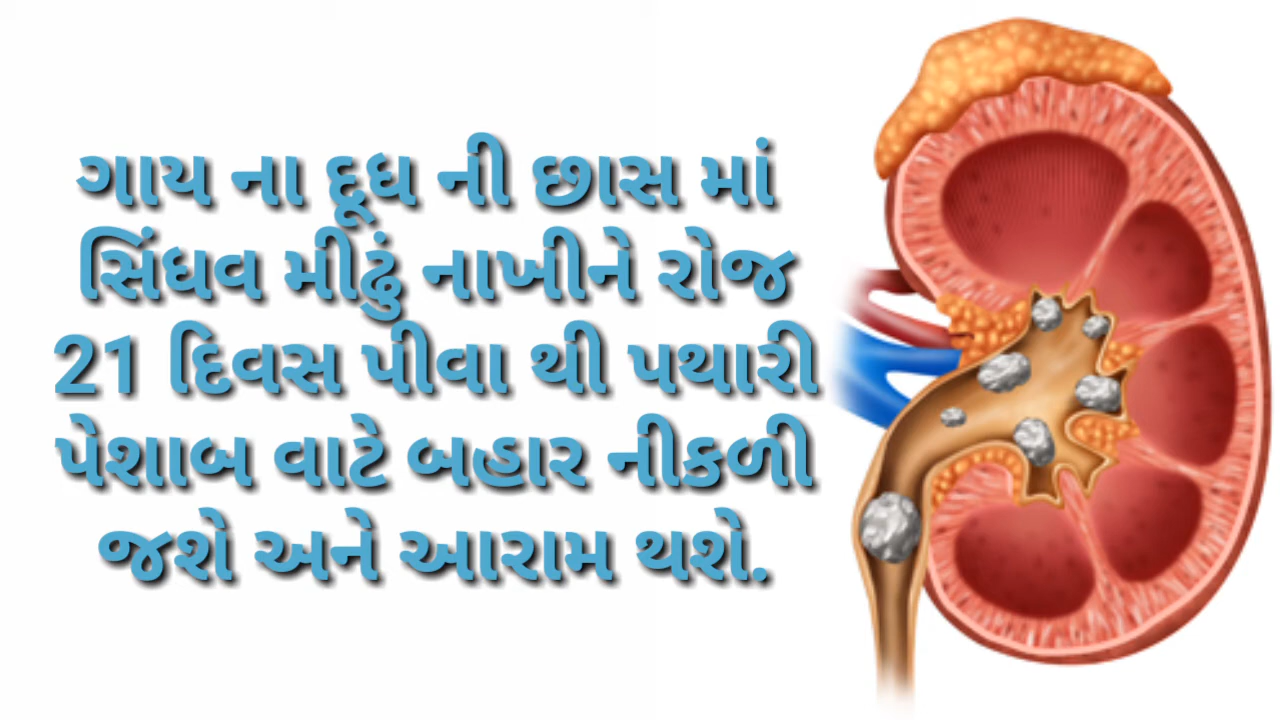 ગાય ના દૂધ ની છાસ માં
સિંધવ મીઠું નાખીને રોજ
21 દિવસ પીવા થી પથારી
પેશાબ વાટે બહાર નીકળી
જશે અને આરામ થશે.